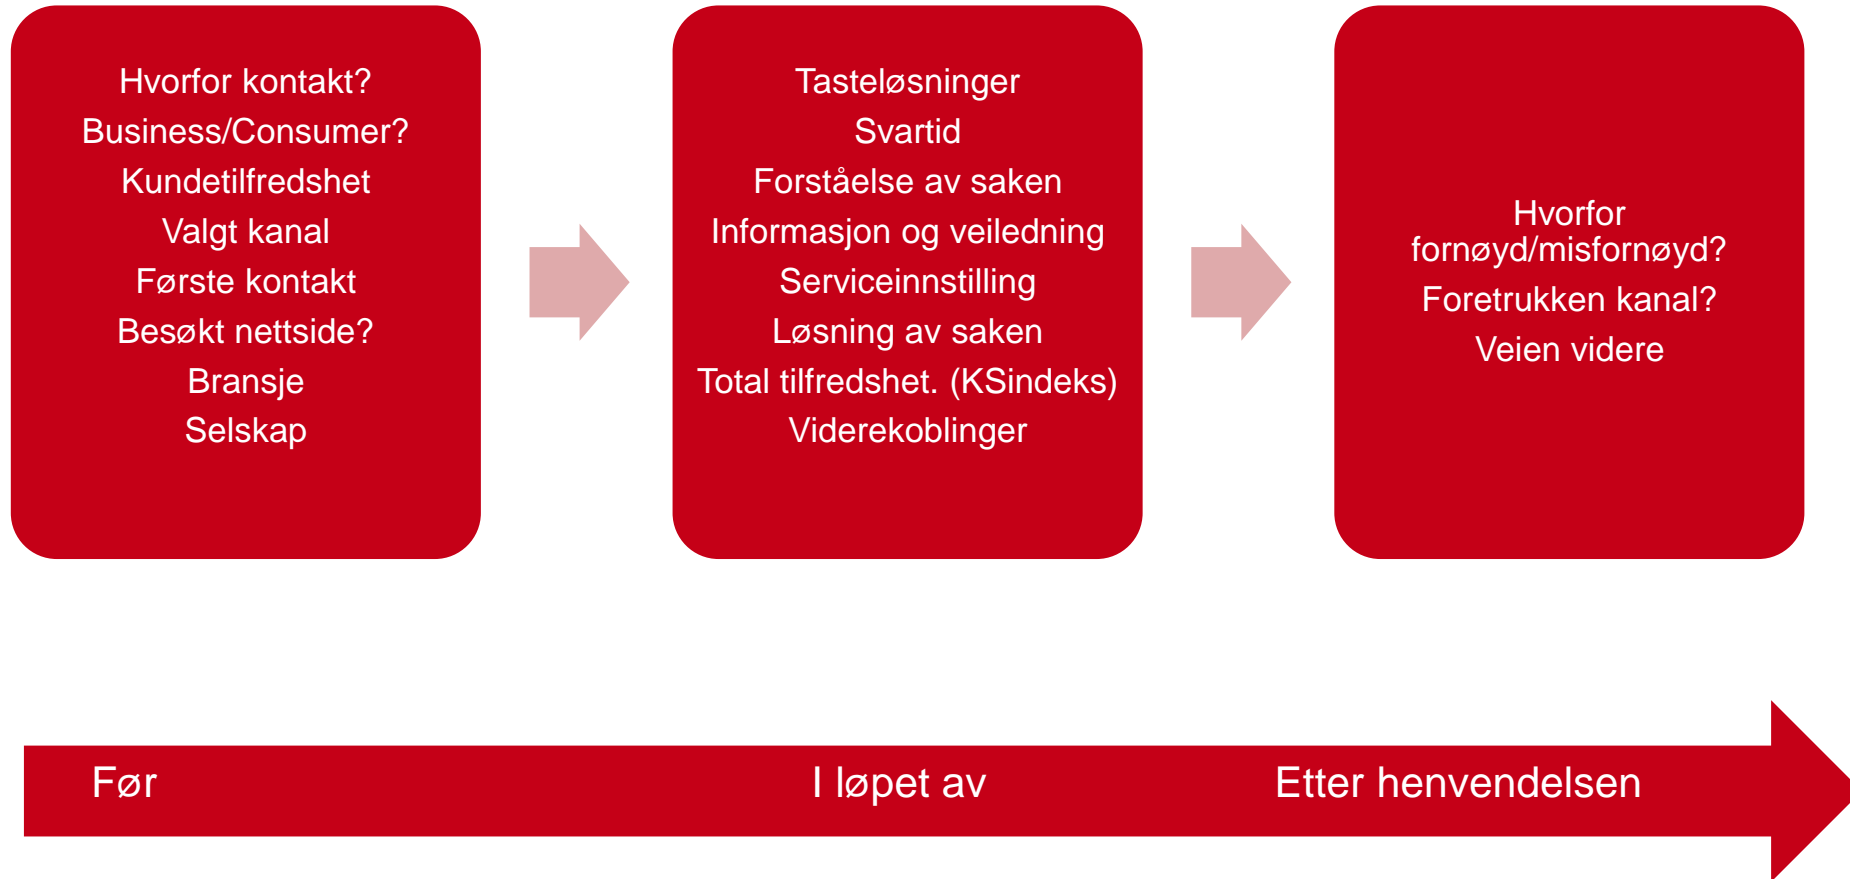 Hvorfor kontakt?
Business/Consumer?
Kundetilfredshet
Valgt kanal
Første kontakt
Besøkt nettside?
Bransje
Selskap
Tasteløsninger
Svartid
Forståelse av saken
Informasjon og veiledning
Serviceinnstilling
Løsning av saken
Total tilfredshet. (KSindeks)
Viderekoblinger
Hvorfor
fornøyd/misfornøyd?
Foretrukken kanal?
Veien videre
Før
I løpet av
Etter henvendelsen